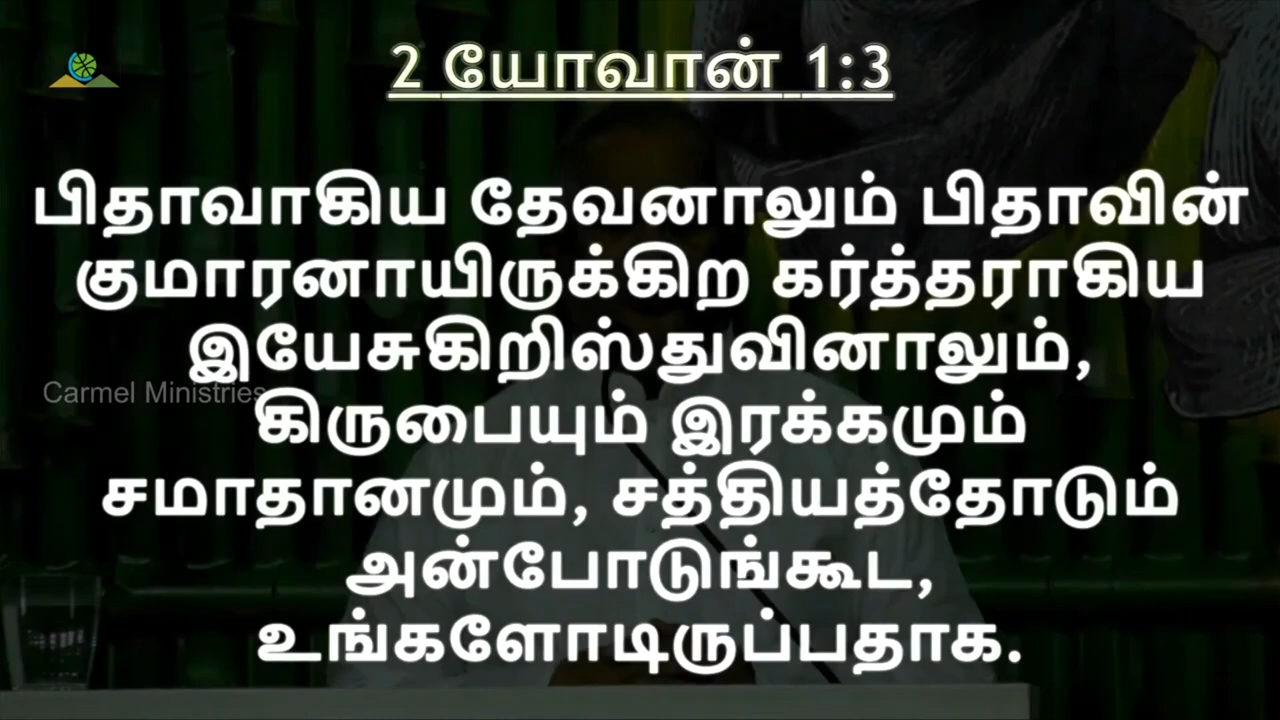 2 யோவான் 1:3
பிதாவாகிய தேவனாலும் பிதாவின்
குமாரனாயிருக்கிற கர்த்தராகிய
இயேசுகிறிஸ்துவினாலும்,
Carmel Ministries
கிருபையும் இரக்கமும்
சமாதானமும், சத்தியத்தோடும்
அன்போடுங்கூட,
உங்களோடிருப்பதாக.